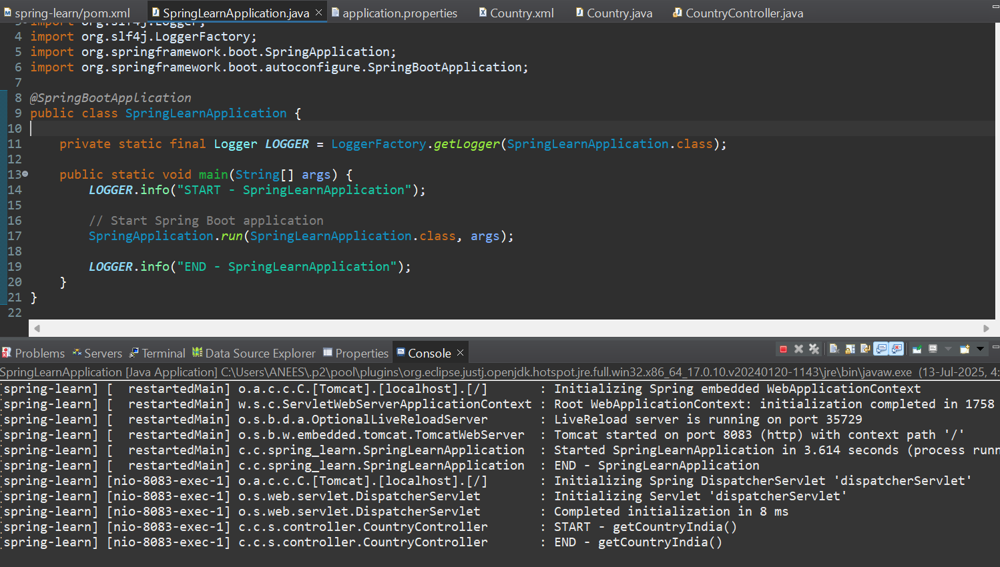 spring-learn/pom.xml SpringLearnApplication.java application.properties Country.xml Country.java CountryController.java
3 import org.slf4j.Logger;
4 import org.slf4j.LoggerFactory;
5 import org.springframework.boot.SpringApplication;
6 import org.springframework.boot.autoconfigure.SpringBootApplication;
7
8 @SpringBootApplication
9 public class SpringLearnApplication {
10
11 private static final Logger LOGGER = LoggerFactory.getLogger(SpringLearnApplication.class);
12
13 public static void main(String[] args) {
14 LOGGER.info("START - SpringLearnApplication");
15
16 // Start Spring Boot application
17 SpringApplication.run(SpringLearnApplication.class, args);
18
19 LOGGER.info("END - SpringLearnApplication");
20 }
21 }
22
Problems Servers Terminal Data Source Explorer Properties Console
SpringLearnApplication [Java Application] C:\Users\ANEES\.p2\pool\plugins\org.eclipse.justj.openjdk.hotspot.jre.full.win32.x86_64_17.0.10.v20240120-1143\jre\bin\javaw.exe (13-Jul-2025, 4:
[spring-learn] [ restartedMain] o.a.c.c.C.[Tomcat].[localhost].[/] : Initializing Spring embedded WebApplicationContext
[spring-learn] [ restartedMain] w.s.c.ServletWebServerApplicationContext : Root WebApplicationContext: initialization completed in 1758
[spring-learn] [ restartedMain] o.s.b.d.a.OptionalLiveReloadServer : LiveReload server is running on port 35729
[spring-learn] [ restartedMain] o.s.b.w.embedded.tomcat.TomcatWebServer : Tomcat started on port 8083 (http) with context path '/'
[spring-learn] [ restartedMain] c.c.spring_learn.SpringLearnApplication : Started SpringLearnApplication in 3.614 seconds (process runn
[spring-learn] [ restartedMain] c.c.spring_learn.SpringLearnApplication : END - SpringLearnApplication
[spring-learn] [nio-8083-exec-1] o.a.c.c.C.[Tomcat].[localhost].[/] : Initializing Spring DispatcherServlet 'dispatcherServlet'
[spring-learn] [nio-8083-exec-1] o.s.web.servlet.DispatcherServlet : Initializing Servlet 'dispatcherServlet'
[spring-learn] [nio-8083-exec-1] o.s.web.servlet.DispatcherServlet : Completed initialization in 8 ms
[spring-learn] [nio-8083-exec-1] c.c.s.controller.CountryController : START - getCountryIndia()
[spring-learn] [nio-8083-exec-1] c.c.s.controller.CountryController : END - getCountryIndia()